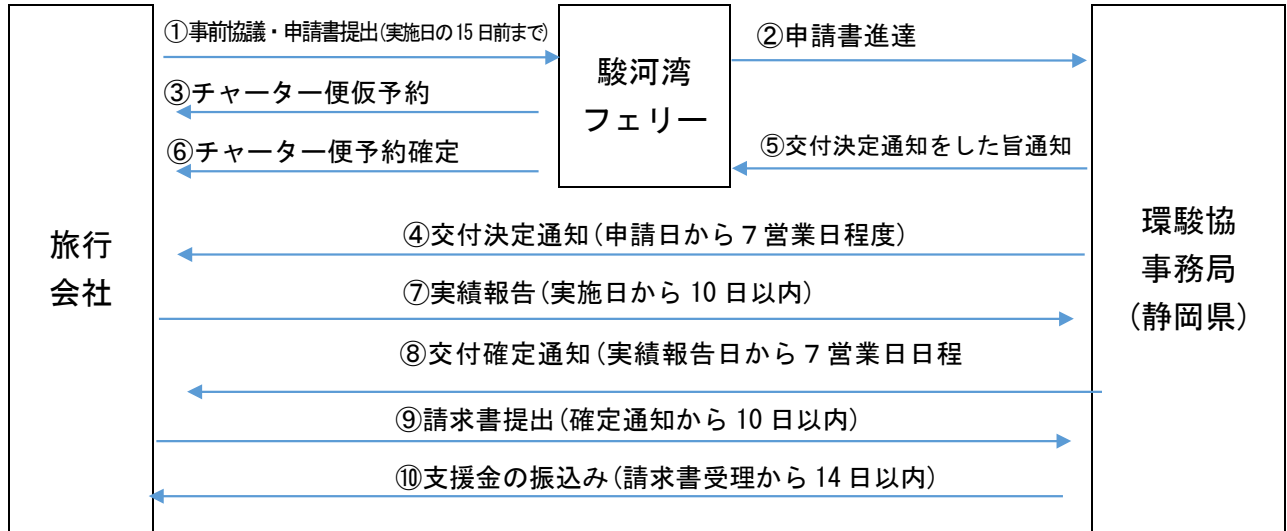 ①事前協議・申請書提出(実施日の15日前まで)
②申請書進達
駿河湾
フェリー
③チャーター便仮予約
⑥チャーター便予約確定
⑤交付決定通知をした旨通知
旅行
会社
環駿協
事務局
(静岡県)
④交付決定通知(申請日から7営業日程度)
⑦実績報告(実施日から10日以内)
⑧交付確定通知(実績報告日から7営業日日程
⑨請求書提出(確定通知から10日以内)
⑩支援金の振込み(請求書受理から14日以内)